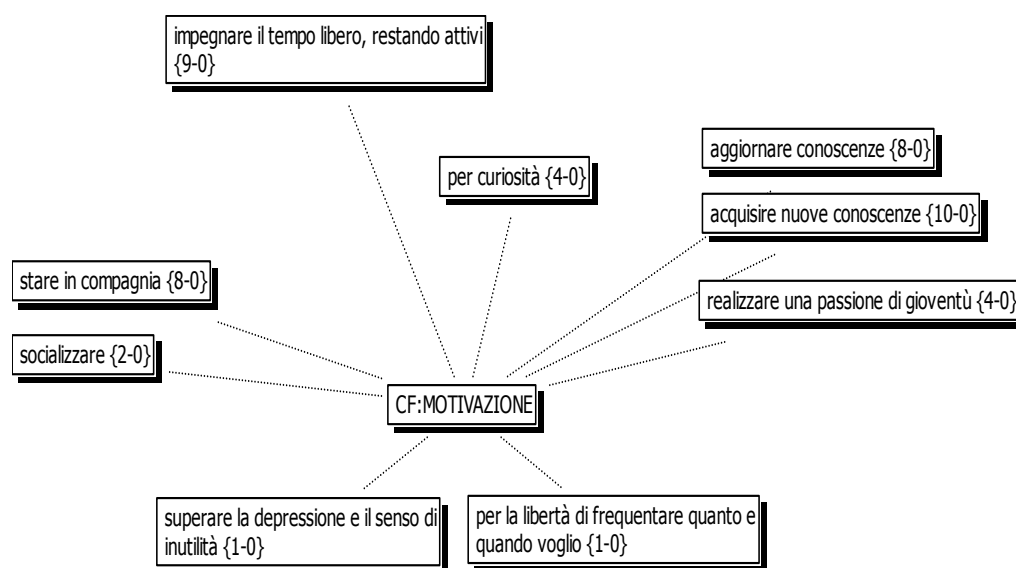 impegnare il tempo libero, restando attivi
{9-0}
per curiosità {4-0}
aggiornare conoscenze {8-0}
acquisire nuove conoscenze {10-0}
stare in compagnia {8-0}
realizzare una passione di gioventù {4-0}
socializzare {2-0}
CF:MOTIVAZIONE
superare la depressione e il senso di
inutilità {1-0}
per la libertà di frequentare quanto e
quando voglio {1-0}